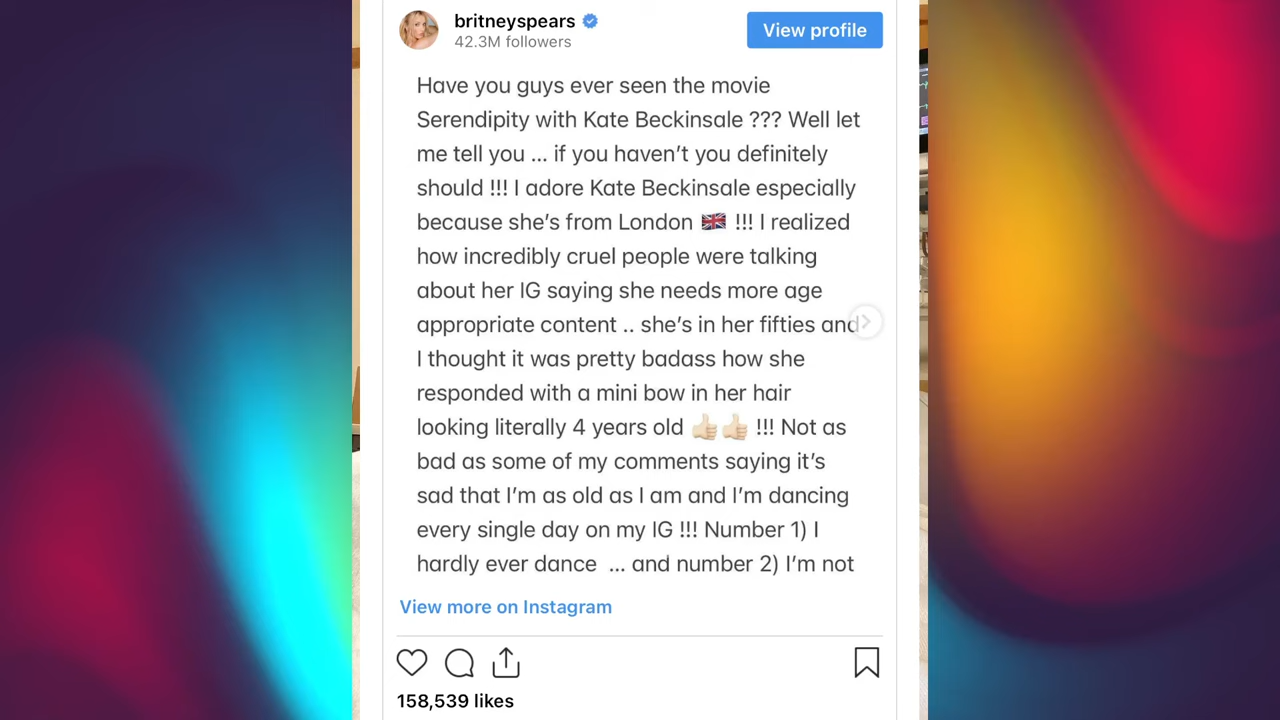 britneyspears
42.3M followers
View profile
Have you guys ever seen the movie
Serendipity with Kate Beckinsale ??? Well let
me tell you ... if you haven’t you definitely
should !!! I adore Kate Beckinsale especially
because she’s from London 🇬🇧 !!! I realized
how incredibly cruel people were talking
about her IG saying she needs more age
appropriate content .. she’s in her fifties and
I thought it was pretty badass how she
responded with a mini bow in her hair
looking literally 4 years old 👍🏻👍🏻 !!! Not as
bad as some of my comments saying it’s
sad that I’m as old as I am and I’m dancing
every single day on my IG !!! Number 1) I
hardly ever dance ... and number 2) I’m not
View more on Instagram
158,539 likes